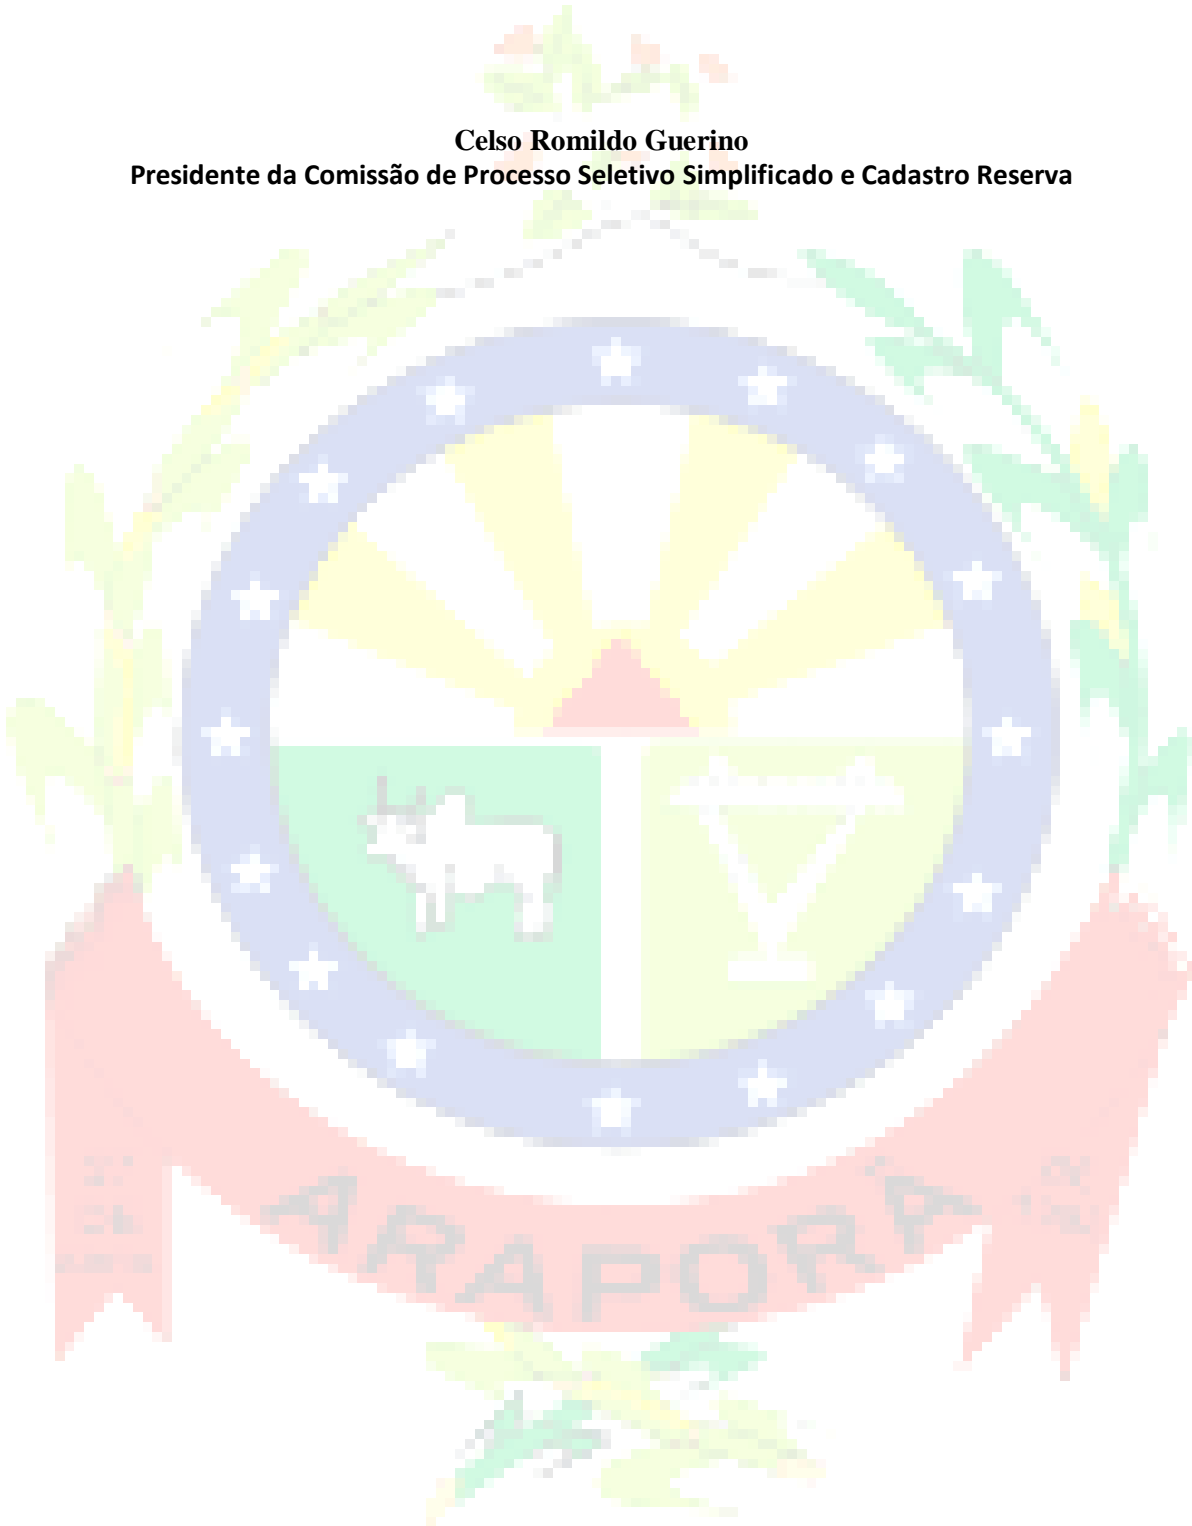 Celso Romildo Guerino
Presidente da Comissão de Processo Seletivo Simplificado e Cadastro Reserva
ARAPORÃ